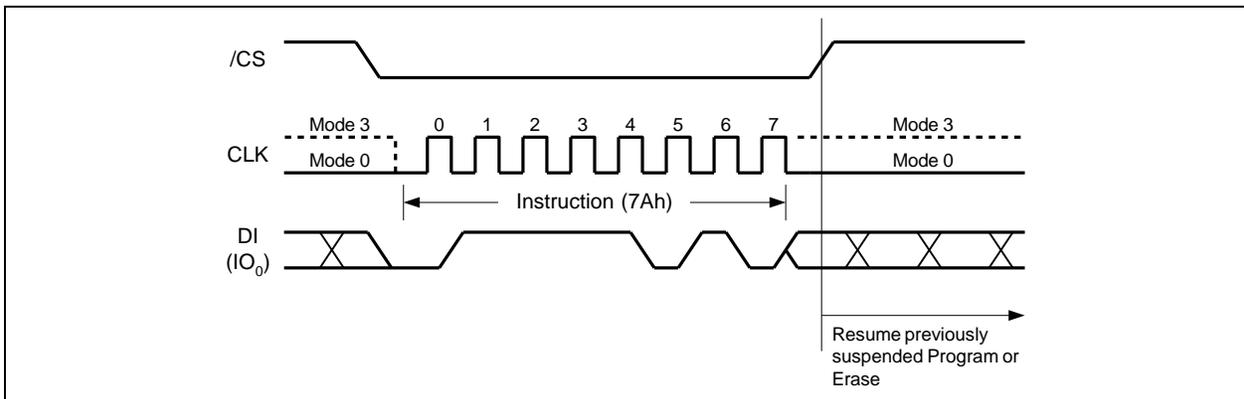 /CS
Mode 3 0 1 2 3 4 5 6 7 Mode 3
CLK
Mode 0 Mode 0
Instruction (7Ah)
DI
(IO0)
Resume previously
suspended Program or
Erase